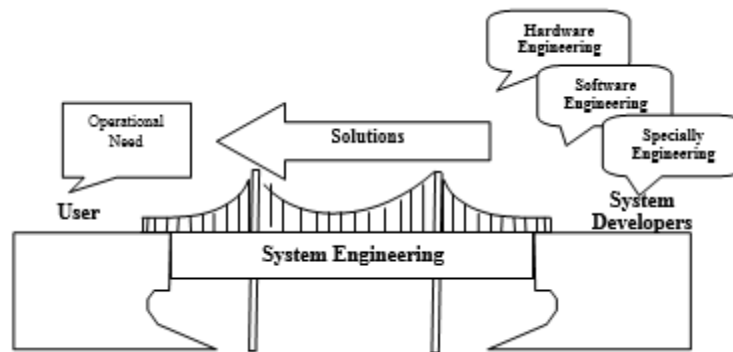 Hardware
Engineering
Software
Engineering
Specially
Engineering
Operational
Need
Solutions
User
System
Developers
System Engineering